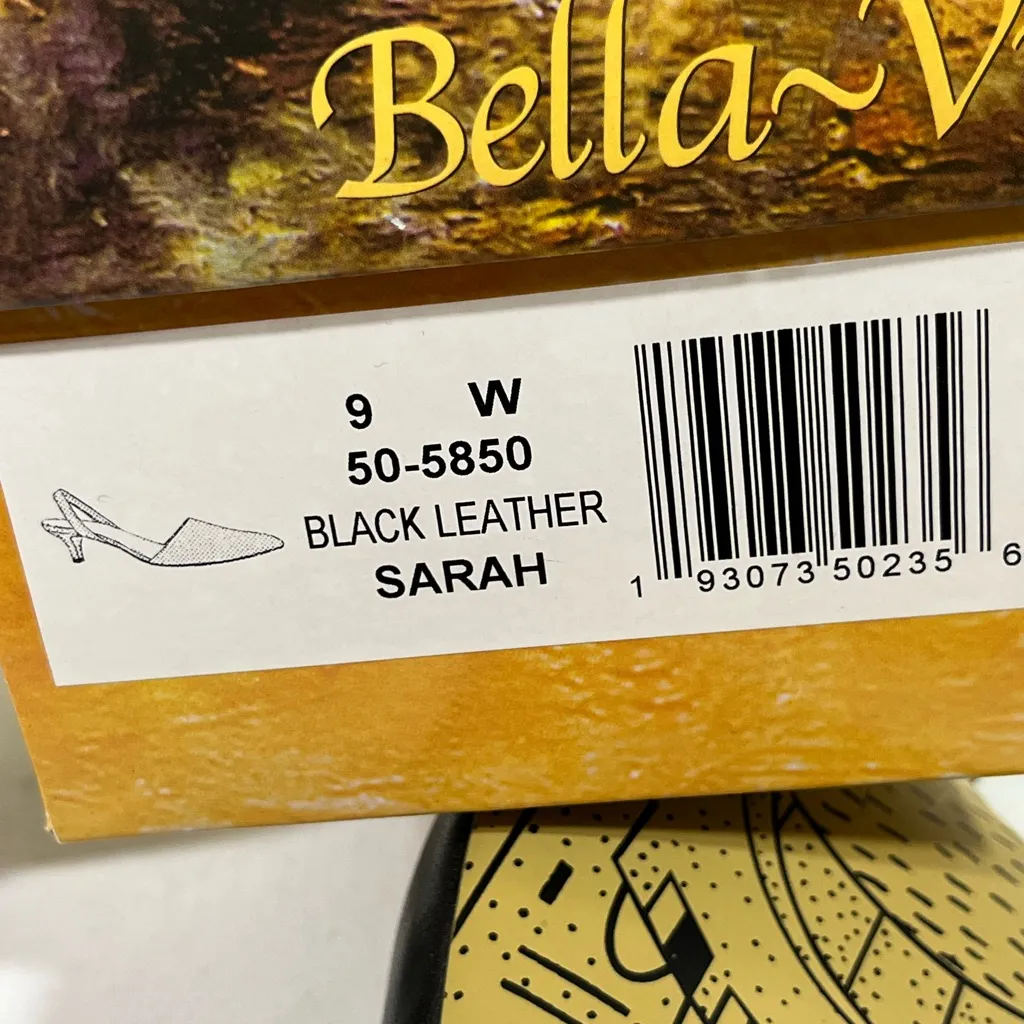 Bella~V
9 W
50-5850
BLACK LEATHER
SARAH
1 93073 50235 6